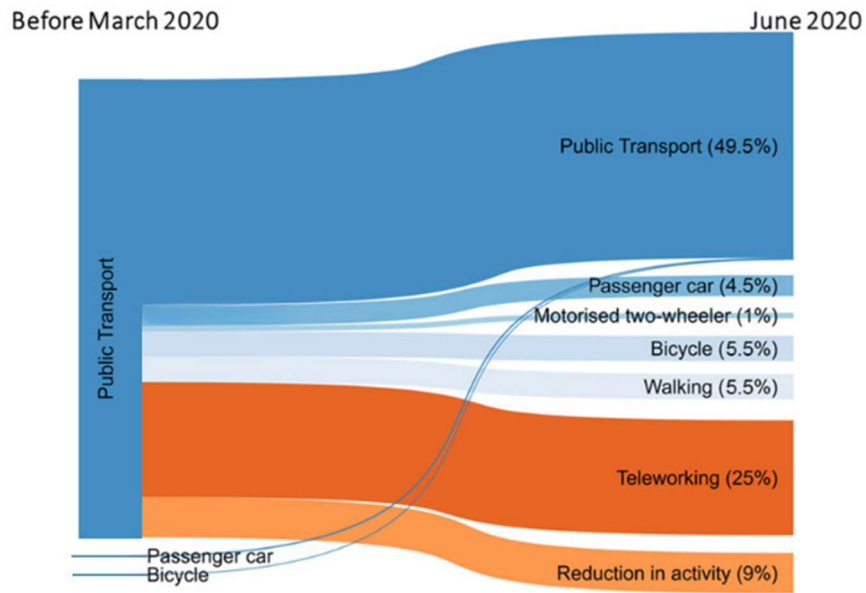 Before March 2020
June 2020
Public Transport
Public Transport (49.5%)
Passenger car (4.5%)
Motorised two-wheeler (1%)
Bicycle (5.5%)
Walking (5.5%)
Teleworking (25%)
Passenger car
Bicycle
Reduction in activity (9%)